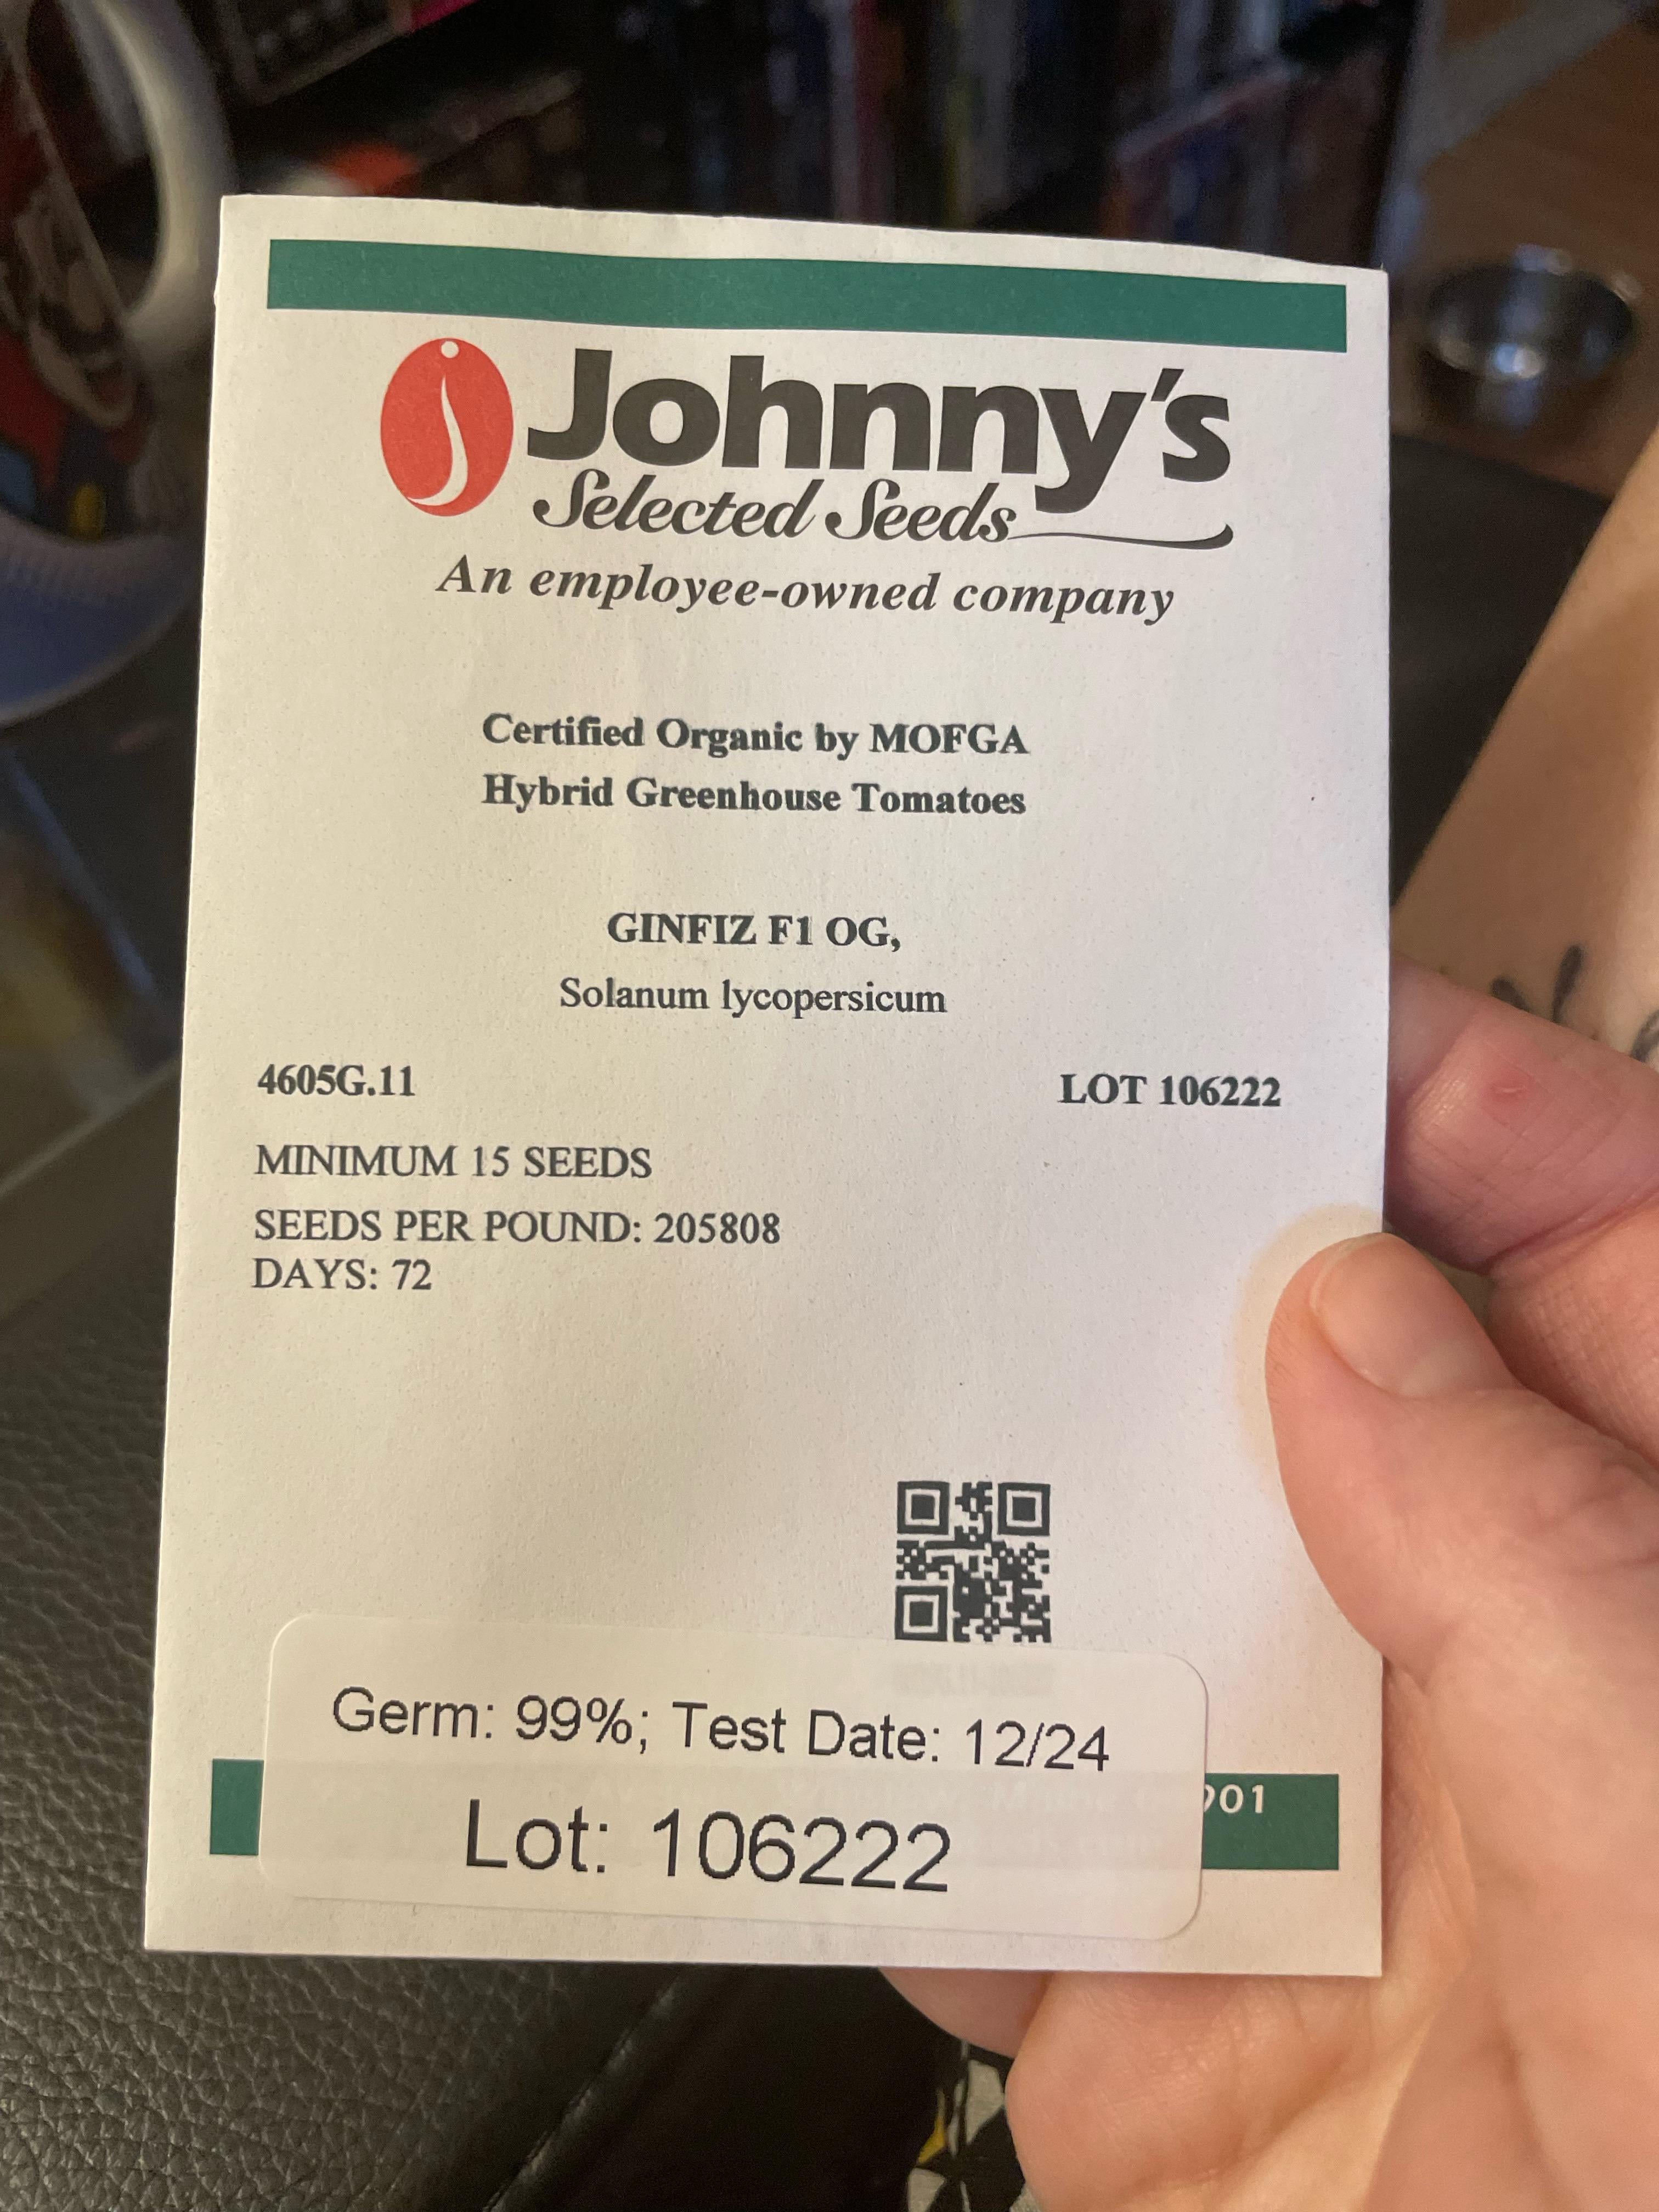 Johnny's
Selected Seeds
An employee-owned company
Certified Organic by MOFGA
Hybrid Greenhouse Tomatoes
GINFIZ F1 OG,
Solanum lycopersicum
4605G.11 LOT 106222
MINIMUM 15 SEEDS
SEEDS PER POUND: 205808
DAYS: 72
Germ: 99%; Test Date: 12/24
Lot: 106222
901